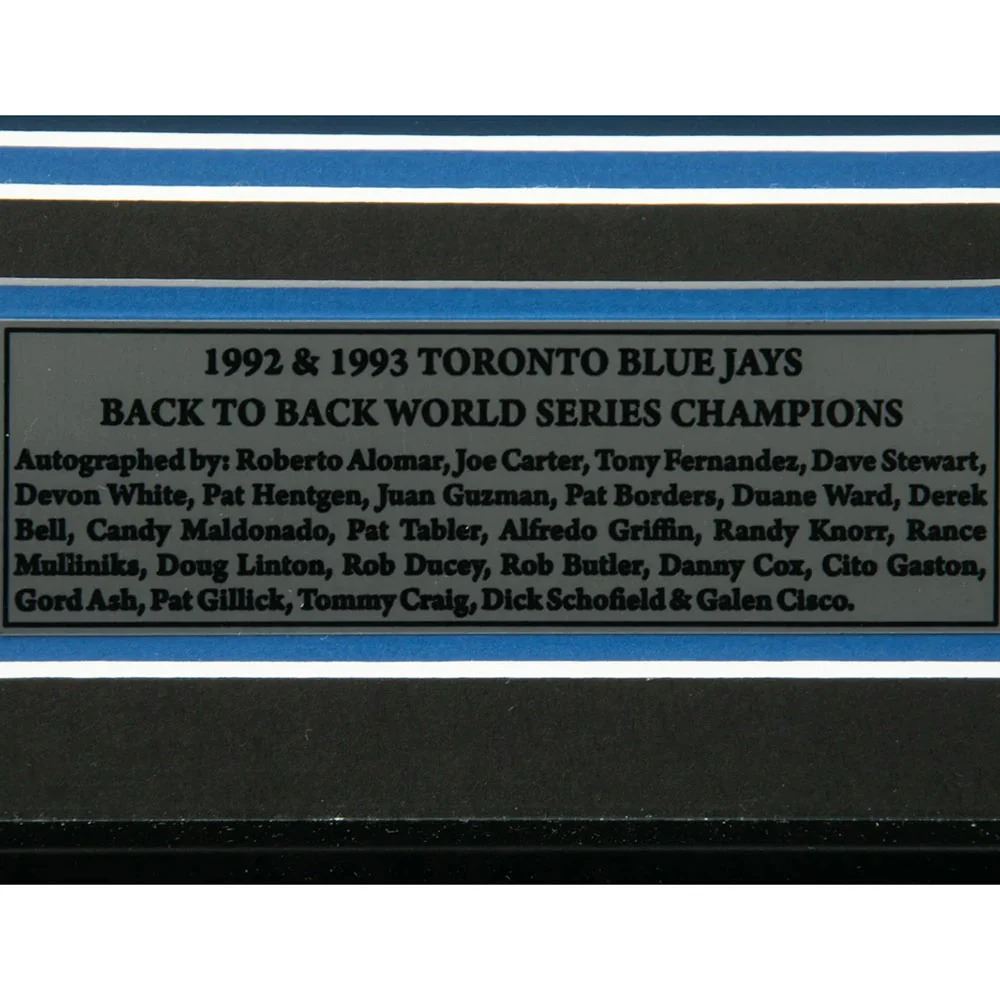 1992 & 1993 TORONTO BLUE JAYS
BACK TO BACK WORLD SERIES CHAMPIONS
Autographed by: Roberto Alomar, Joe Carter, Tony Fernandez, Dave Stewart,
Devon White, Pat Hentgen, Juan Guzman, Pat Borders, Duane Ward, Derek
Bell, Candy Maldonado, Pat Tabler, Alfredo Griffin, Randy Knorr, Rance
Mulliniks, Doug Linton, Rob Ducey, Rob Butler, Danny Cox, Cito Gaston,
Gord Ash, Pat Gillick, Tommy Craig, Dick Schofield & Galen Cisco.